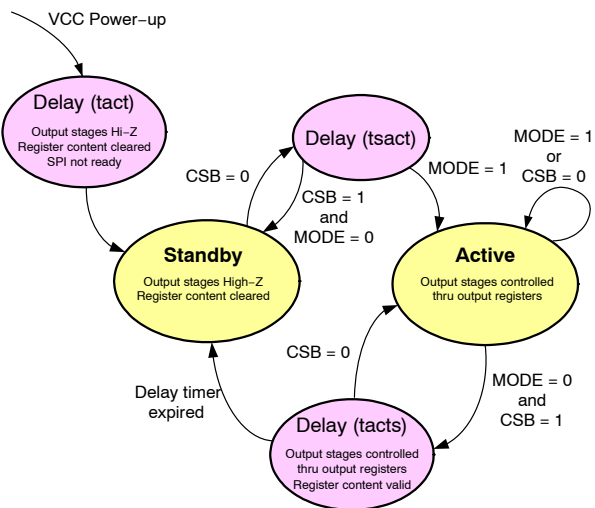 VCC Power−up
Delay (tact)
Output stages Hi−Z
Register content cleared
SPI not ready
Delay (tsact)
MODE = 1
or
CSB = 0
CSB = 0
CSB = 1
and
MODE = 0
MODE = 1
Standby
Output stages High−Z
Register content cleared
Active
Output stages controlled
thru output registers
CSB = 0
Delay timer
expired
MODE = 0
and
CSB = 1
Delay (tacts)
Output stages controlled
thru output registers
Register content valid